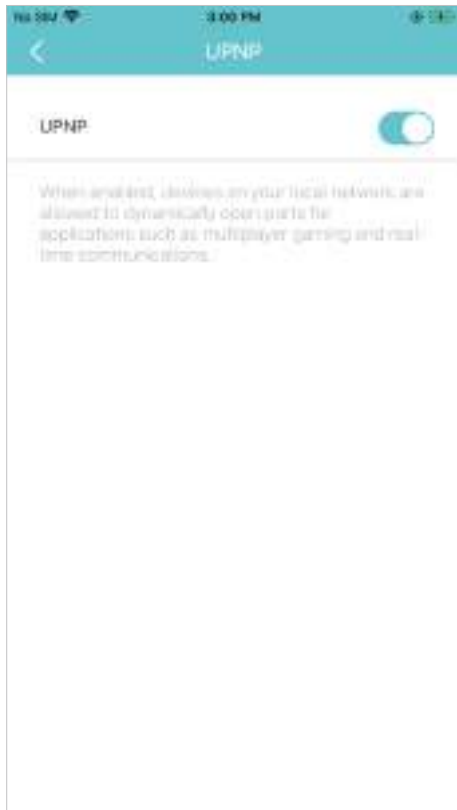 No SIM 8:00 PM
UPNP
UPNP
When enabled, devices on your local network are
allowed to dynamically open ports for
applications such as multiplayer gaming and real-
time communications.